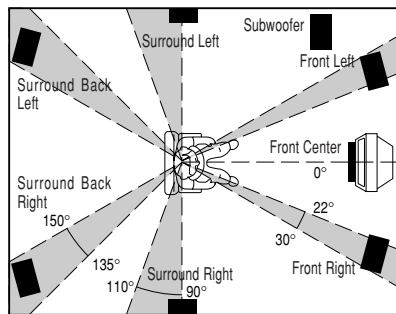 Subwoofer
Surround Left
Front Left
Surround Back
Left
Front Center
0°
Surround Back
Right
150°
22°
30°
135°
Surround Right
Front Right
110°
90°